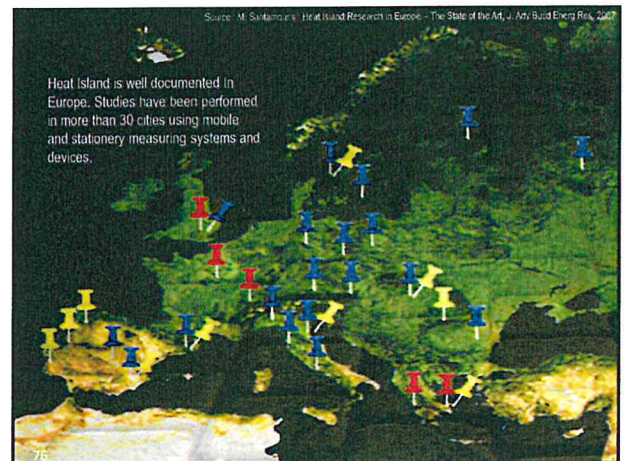 Source: M. Santamouris, Heat Island Research in Europe - The State of the Art, J. Adv Build Energ Res, 2007
Heat Island is well documented in
Europe. Studies have been performed
in more than 30 cities using mobile
and stationery measuring systems and
devices.
76